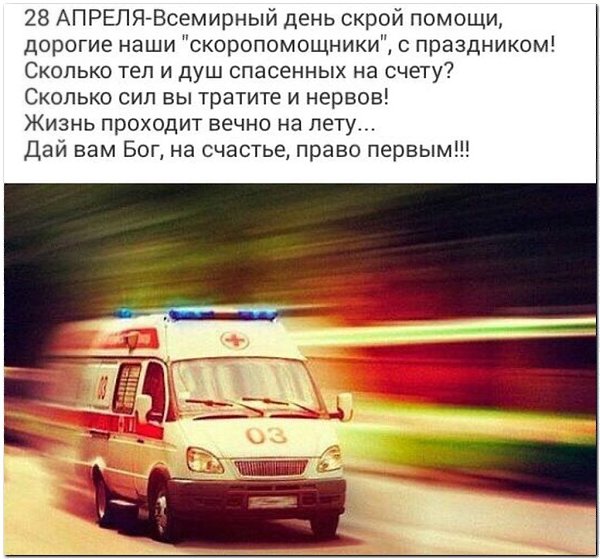 28 АПРЕЛЯ-Всемирный день скрой помощи,
дорогие наши "скоропомощники", с праздником!
Сколько тел и душ спасенных на счету?
Сколько сил вы тратите и нервов!
Жизнь проходит вечно на лету...
Дай вам Бог, на счастье, право первым!!!
03
03